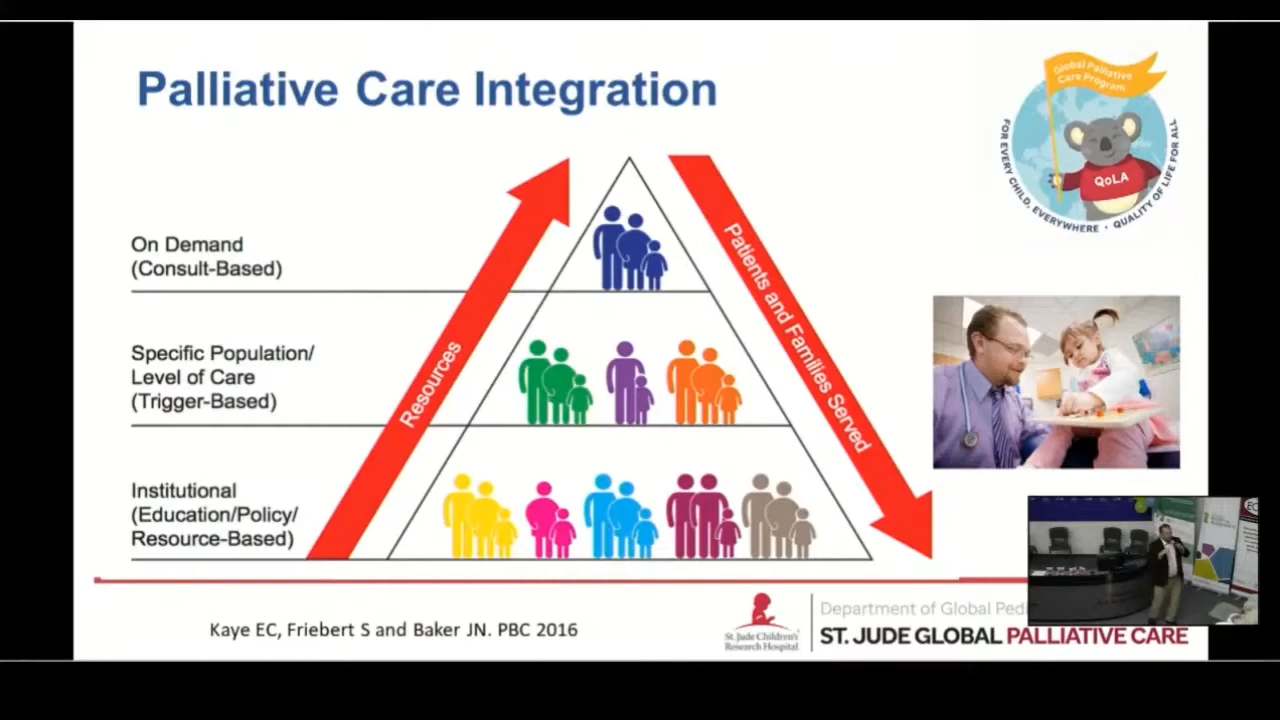 Palliative Care Integration
Global Palliative
Care Program
QoLA
FOR EVERY CHILD, EVERYWHERE • QUALITY OF LIFE FOR ALL
On Demand
(Consult-Based)
Specific Population/
Level of Care
(Trigger-Based)
Institutional
(Education/Policy/
Resource-Based)
Resources
Patients and Families Served
Kaye EC, Friebert S and Baker JN. PBC 2016
St. Jude Children's
Research Hospital
Department of Global
ST. JUDE GLOBAL PALLIATIVE CARE